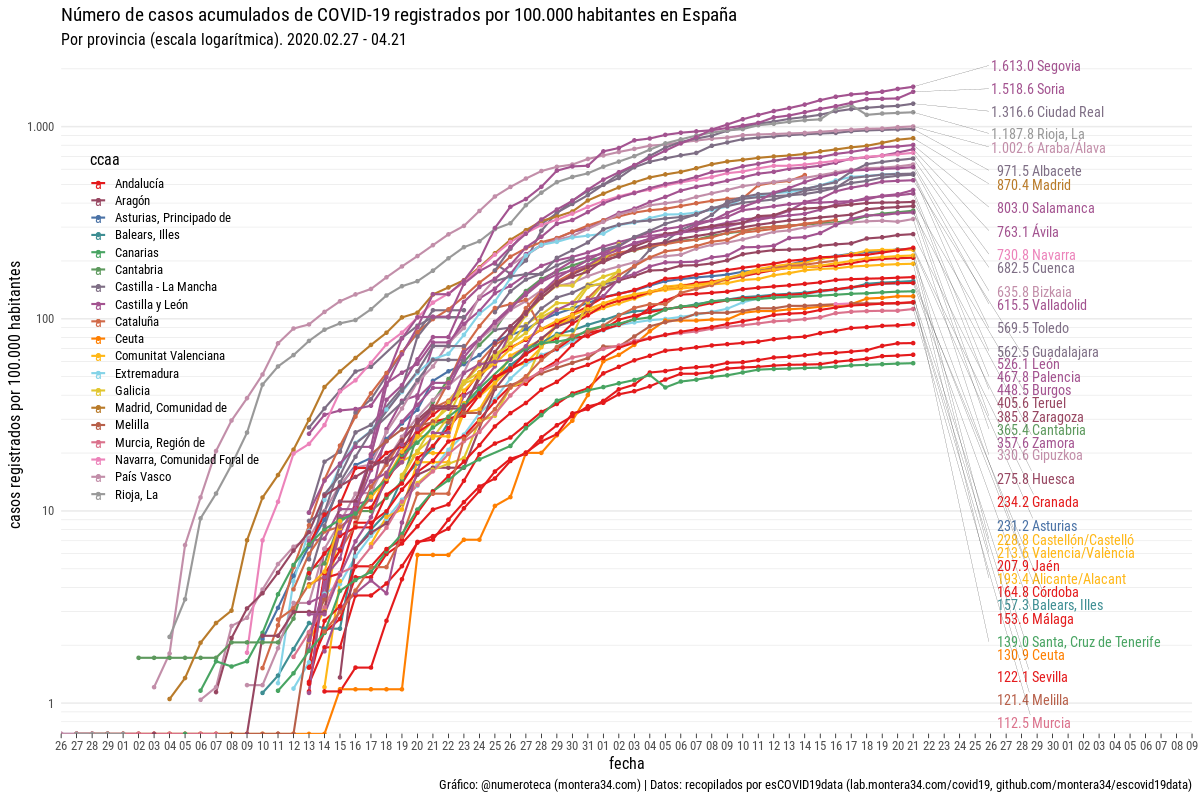 Número de casos acumulados de COVID-19 registrados por 100.000 habitantes en España
Por provincia (escala logarítmica). 2020.02.27 - 04.21
casos registrados por 100.000 habitantes
1.000
100
10
1
ccaa
Andalucía
Aragón
Asturias, Principado de
Balears, Illes
Canarias
Cantabria
Castilla - La Mancha
Castilla y León
Cataluña
Ceuta
Comunitat Valenciana
Extremadura
Galicia
Madrid, Comunidad de
Melilla
Murcia, Región de
Navarra, Comunidad Foral de
País Vasco
Rioja, La
1.613.0 Segovia
1.518.6 Soria
1.316.6 Ciudad Real
1.187.8 Rioja, La
1.002.6 Araba/Álava
971.5 Albacete
870.4 Madrid
803.0 Salamanca
763.1 Ávila
730.8 Navarra
682.5 Cuenca
635.8 Bizkaia
615.5 Valladolid
569.5 Toledo
562.5 Guadalajara
526.1 León
467.8 Palencia
448.5 Burgos
405.6 Teruel
385.8 Zaragoza
365.4 Cantabria
357.6 Zamora
330.6 Gipuzkoa
275.8 Huesca
234.2 Granada
231.2 Asturias
228.8 Castellón/Castelló
213.6 Valencia/València
207.9 Jaén
193.4 Alicante/Alacant
164.8 Córdoba
157.3 Balears, Illes
153.6 Málaga
139.0 Santa, Cruz de Tenerife
130.9 Ceuta
122.1 Sevilla
121.4 Melilla
112.5 Murcia
26 27 28 29 01 02 03 04 05 06 07 08 09 10 11 12 13 14 15 16 17 18 19 20 21 22 23 24 25 26 27 28 29 30 31 01 02 03 04 05 06 07 08 09 10 11 12 13 14 15 16 17 18 19 20 21 22 23 24 25 26 27 28 29 30 01 02 03 04 05 06 07 08 09
fecha
Gráfico: @numeroteca (montera34.com) | Datos: recopilados por esCOVID19data (lab.montera34.com/covid19, github.com/montera34/escovid19data)